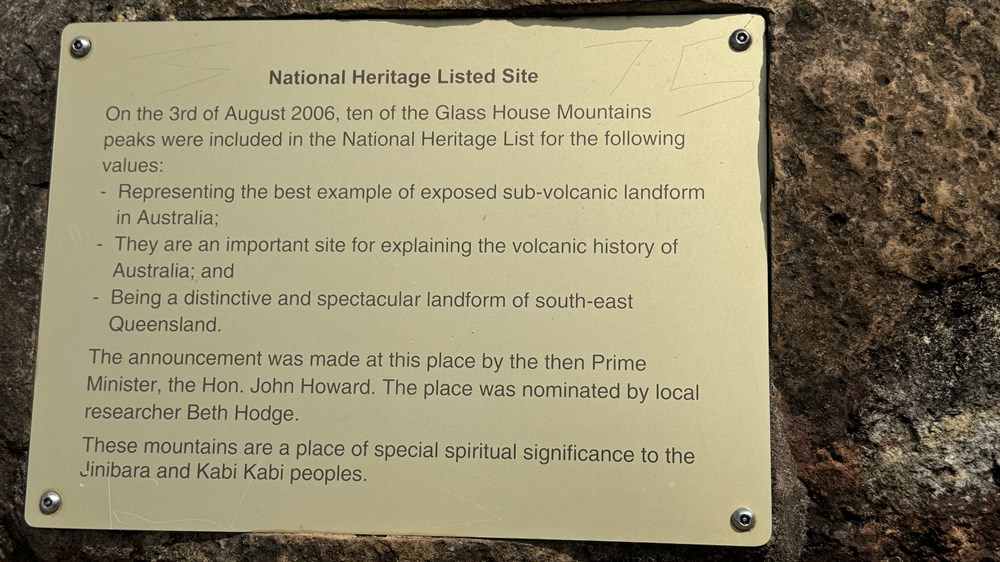 National Heritage Listed Site
On the 3rd of August 2006, ten of the Glass House Mountains
peaks were included in the National Heritage List for the following
values:
- Representing the best example of exposed sub-volcanic landform
in Australia;
- They are an important site for explaining the volcanic history of
Australia; and
- Being a distinctive and spectacular landform of south-east
Queensland.
The announcement was made at this place by the then Prime
Minister, the Hon. John Howard. The place was nominated by local
researcher Beth Hodge.
These mountains are a place of special spiritual significance to the
Jinibara and Kabi Kabi peoples.